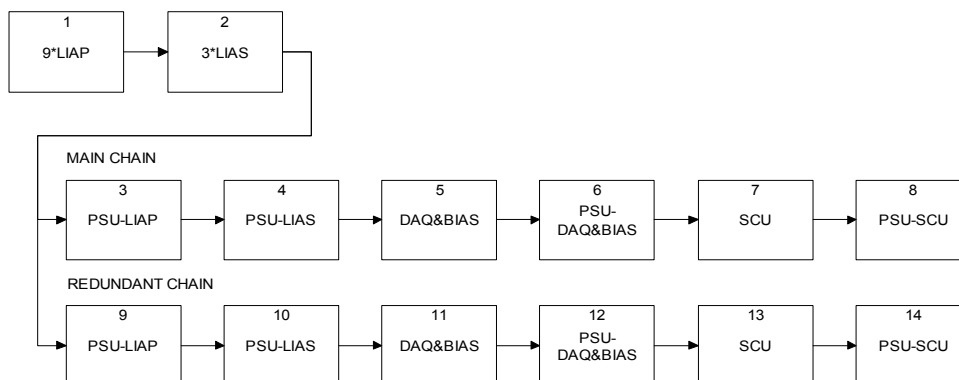 1
9*LIAP
2
3*LIAS
MAIN CHAIN
3
PSU-LIAP
4
PSU-LIAS
5
DAQ&BIAS
6
PSU-
DAQ&BIAS
7
SCU
8
PSU-SCU
REDUNDANT CHAIN
9
PSU-LIAP
10
PSU-LIAS
11
DAQ&BIAS
12
PSU-
DAQ&BIAS
13
SCU
14
PSU-SCU